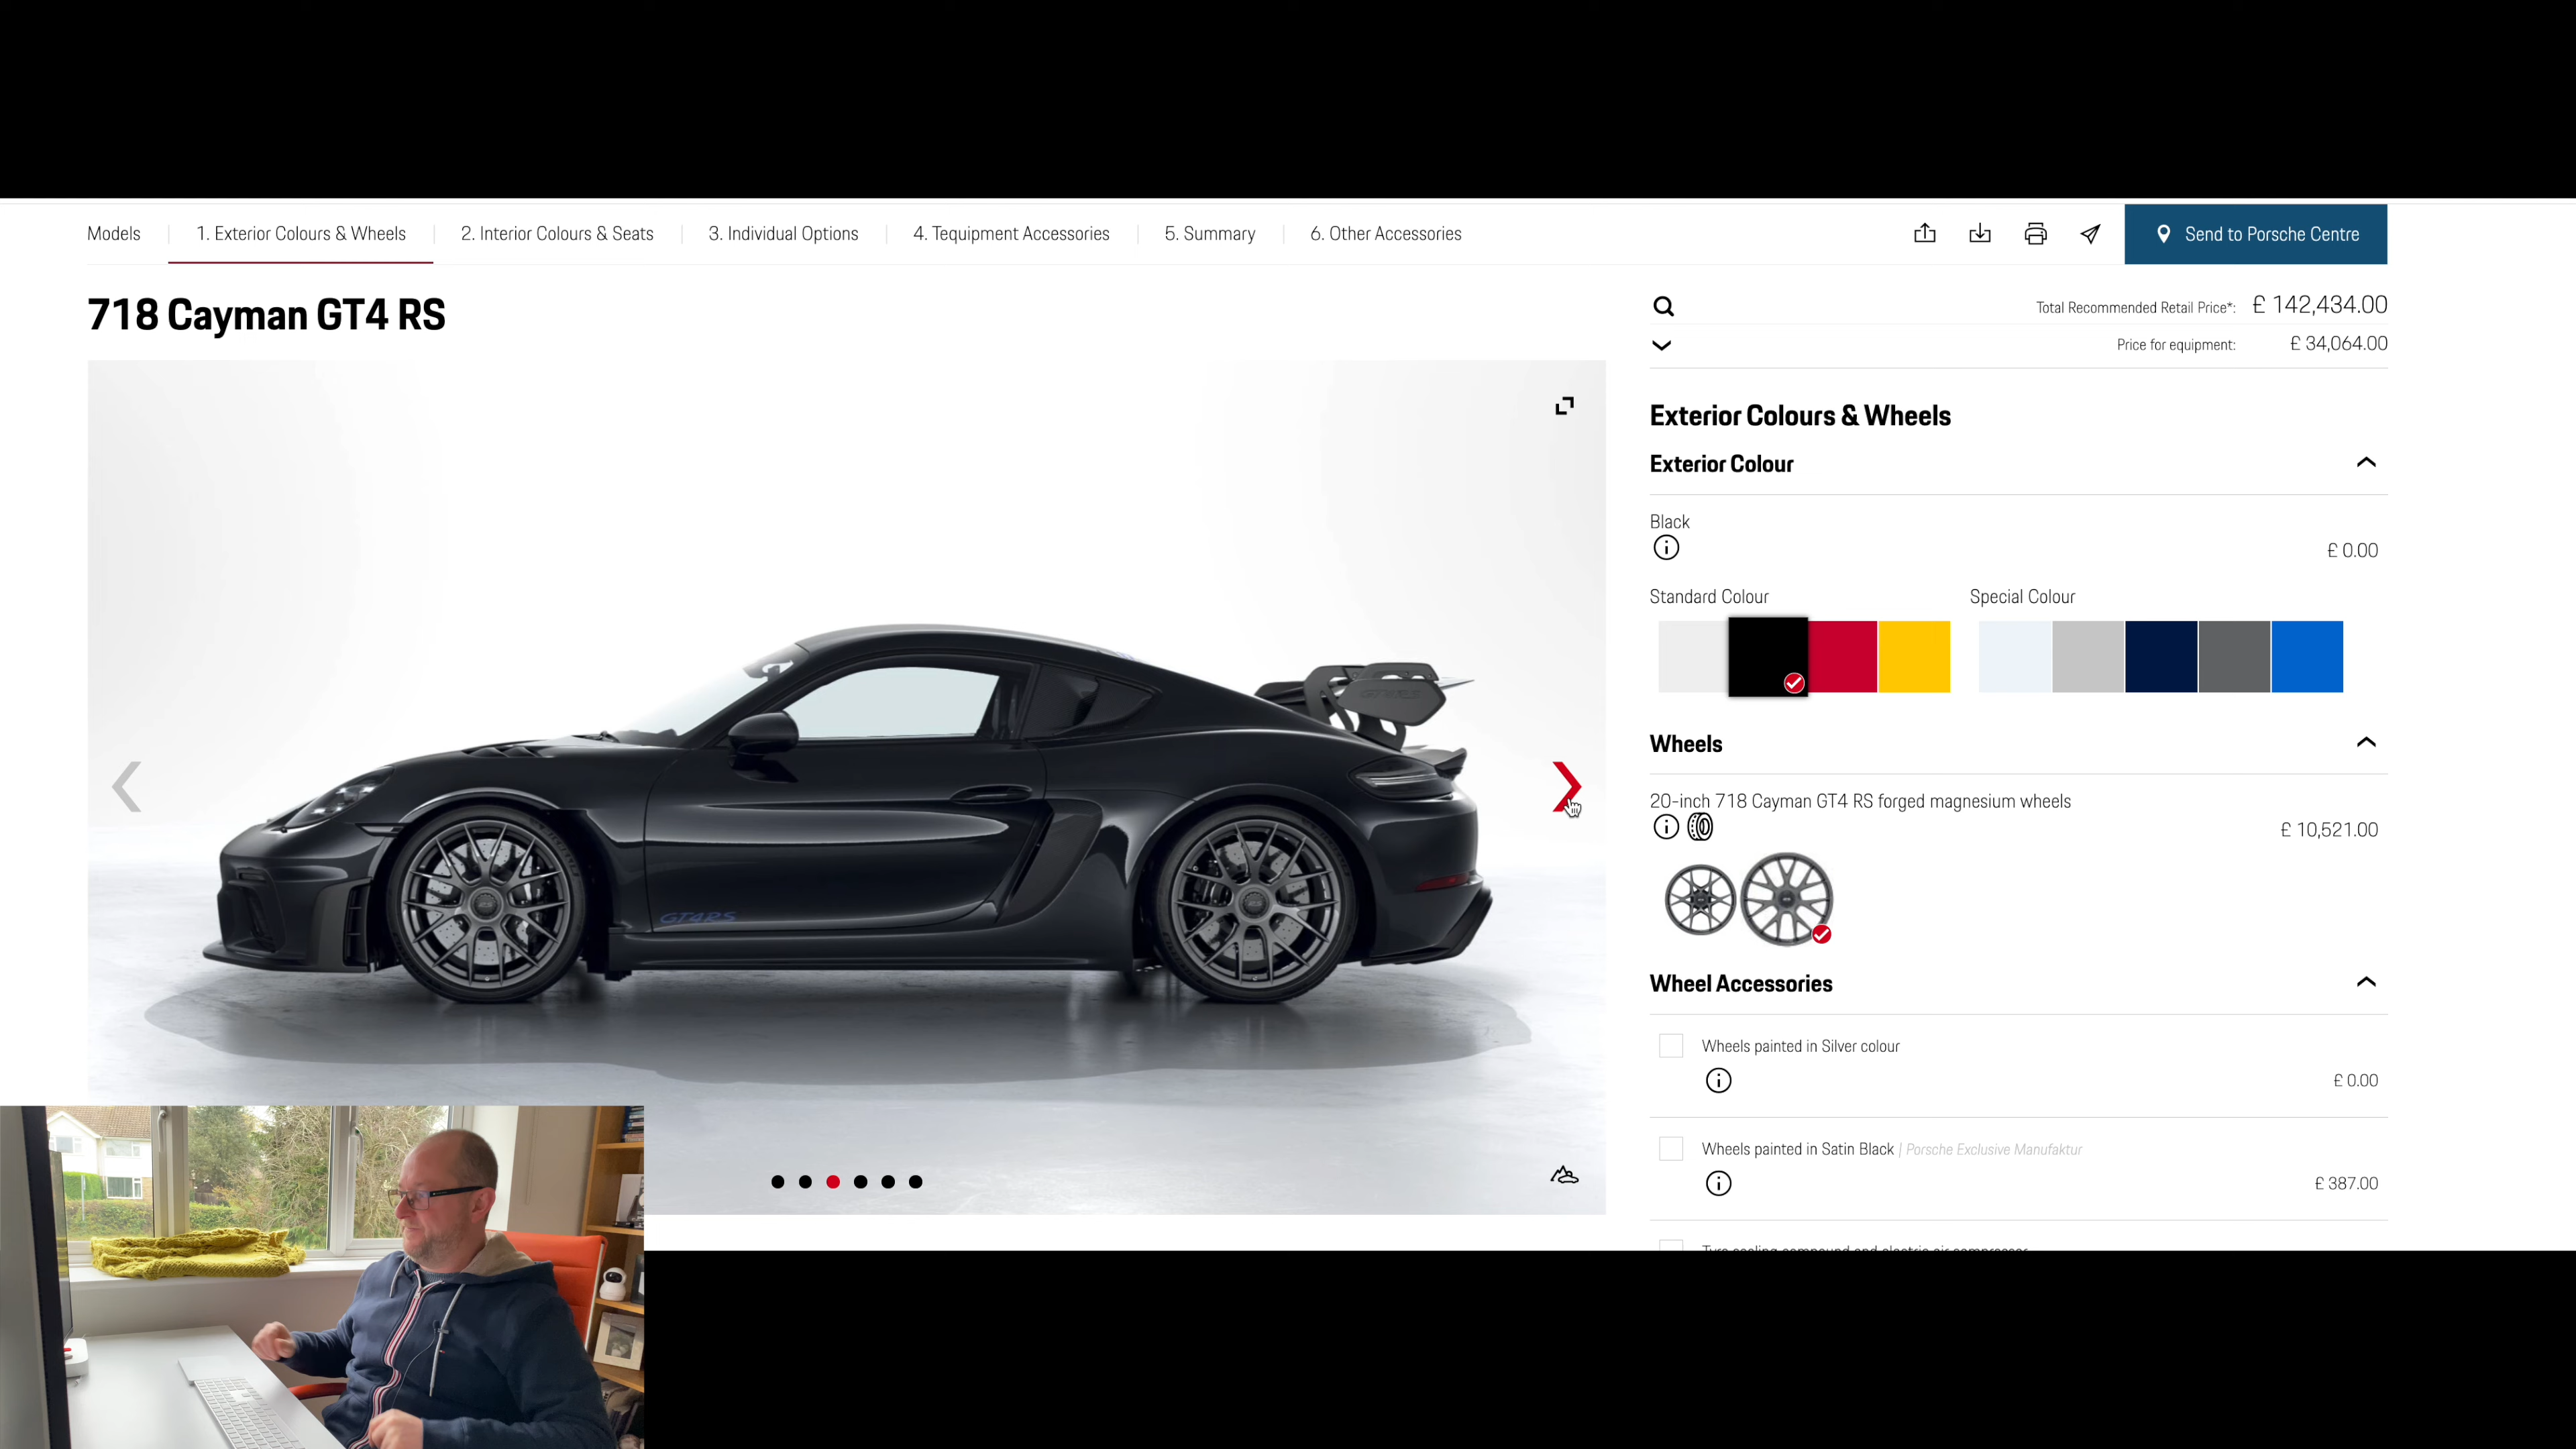 Models
1. Exterior Colours & Wheels
2. Interior Colours & Seats
3. Individual Options
4. Tequipment Accessories
5. Summary
6. Other Accessories
Send to Porsche Centre
718 Cayman GT4 RS
Total Recommended Retail Price*: £ 142,434.00
Price for equipment: £ 34,064.00
Exterior Colours & Wheels
Exterior Colour
Black
£ 0.00
Standard Colour
Special Colour
Wheels
20-inch 718 Cayman GT4 RS forged magnesium wheels
£ 10,521.00
GT4RS
GT4RS
Wheel Accessories
Wheels painted in Silver colour
£ 0.00
Wheels painted in Satin Black | Porsche Exclusive Manufaktur
£ 387.00